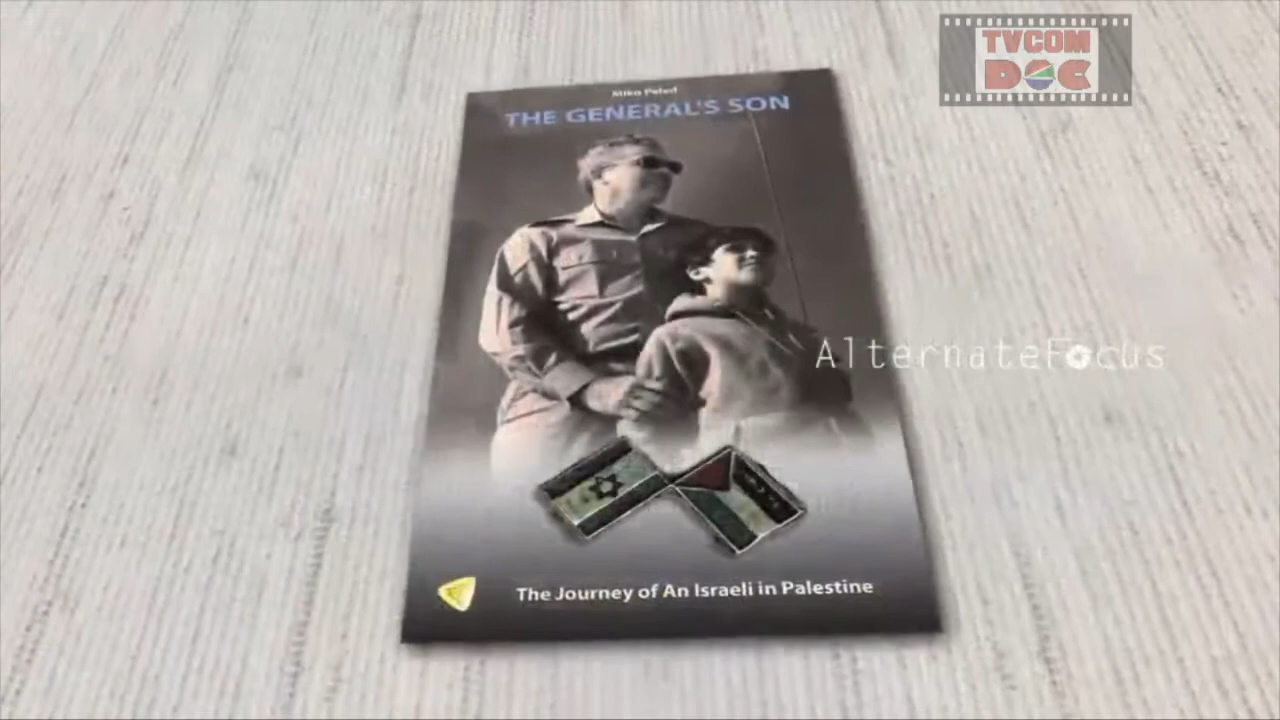 TVCOM
DOC
Miko Peled
THE GENERAL'S SON
AlternateFocus
The Journey of An Israeli in Palestine